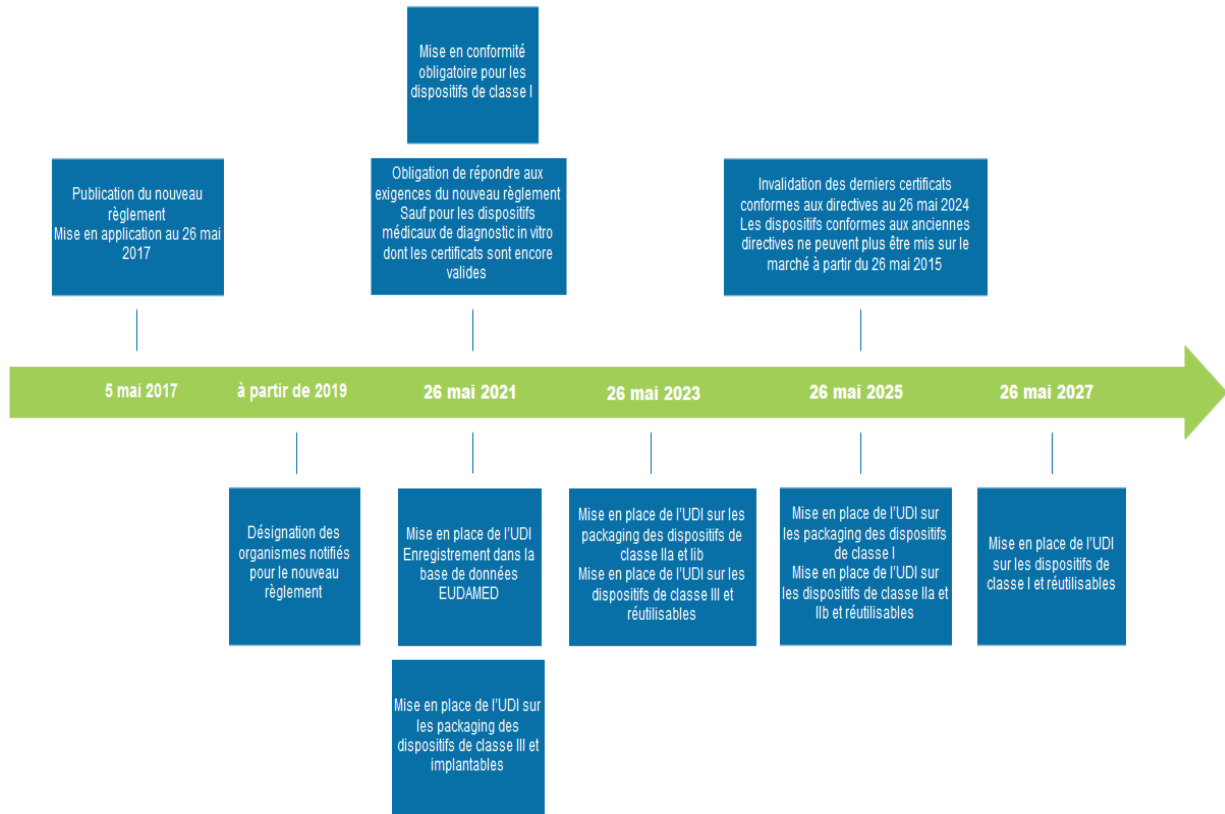 Mise en conformité
obligatoire pour les
dispositifs de classe I
Publication du nouveau
règlement
Mise en application au 26 mai
2017
Obligation de répondre aux
exigences du nouveau règlement
Sauf pour les dispositifs
médicaux de diagnostic in vitro
dont les certificats sont encore
valides
Invalidation des derniers certificats
conformes aux directives au 26 mai 2024
Les dispositifs conformes aux anciennes
directives ne peuvent plus être mis sur le
marché à partir du 26 mai 2015
5 mai 2017
à partir de 2019
26 mai 2021
26 mai 2023
26 mai 2025
26 mai 2027
Désignation des
organismes notifiés
pour le nouveau
règlement
Mise en place de l'UDI
Enregistrement dans la
base de données
EUDAMED
Mise en place de l'UDI sur les
packaging des dispositifs de
classe IIa et Iib
Mise en place de l'UDI sur les
dispositifs de classe III et
réutilisables
Mise en place de l'UDI sur
les packaging des dispositifs
de classe I
Mise en place de l'UDI sur
les dispositifs de classe IIa et
IIb et réutilisables
Mise en place de l'UDI
sur les dispositifs de
classe I et réutilisables
Mise en place de l'UDI sur
les packaging des
dispositifs de classe III et
implantables